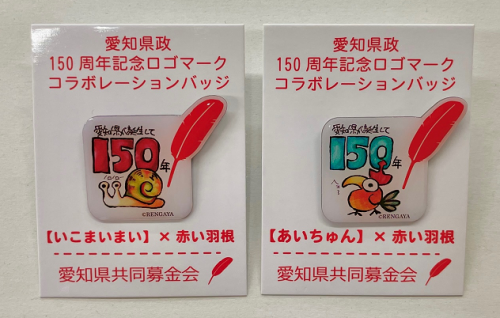 愛知県政
150周年記念ロゴマーク
コラボレーションバッジ
愛知県が誕生して
150年
©RENGAYA
【いこまいまい】×赤い羽根
愛知県共同募金会
愛知県政
150周年記念ロゴマーク
コラボレーションバッジ
愛知県が誕生して
150年
©RENGAYA
【あいちゅん】×赤い羽根
愛知県共同募金会